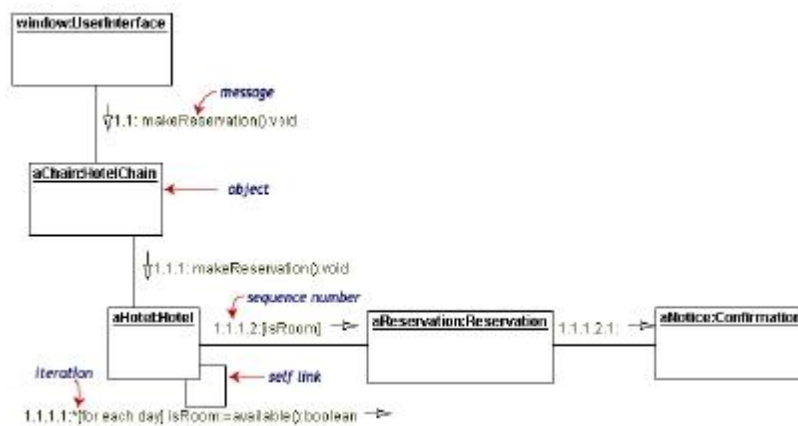 window:UserInterface
message
1.1: makeReservation():void
aChain:HotelChain
object
1.1.1: makeReservation():void
sequence number
aHotel:Hotel
1.1.1.2:[isRoom]
aReservation:Reservation
1.1.1.2.1:
aNotice:Confirmation
iteration
self link
1.1.1.1:*[for each day] isRoom:=available():boolean